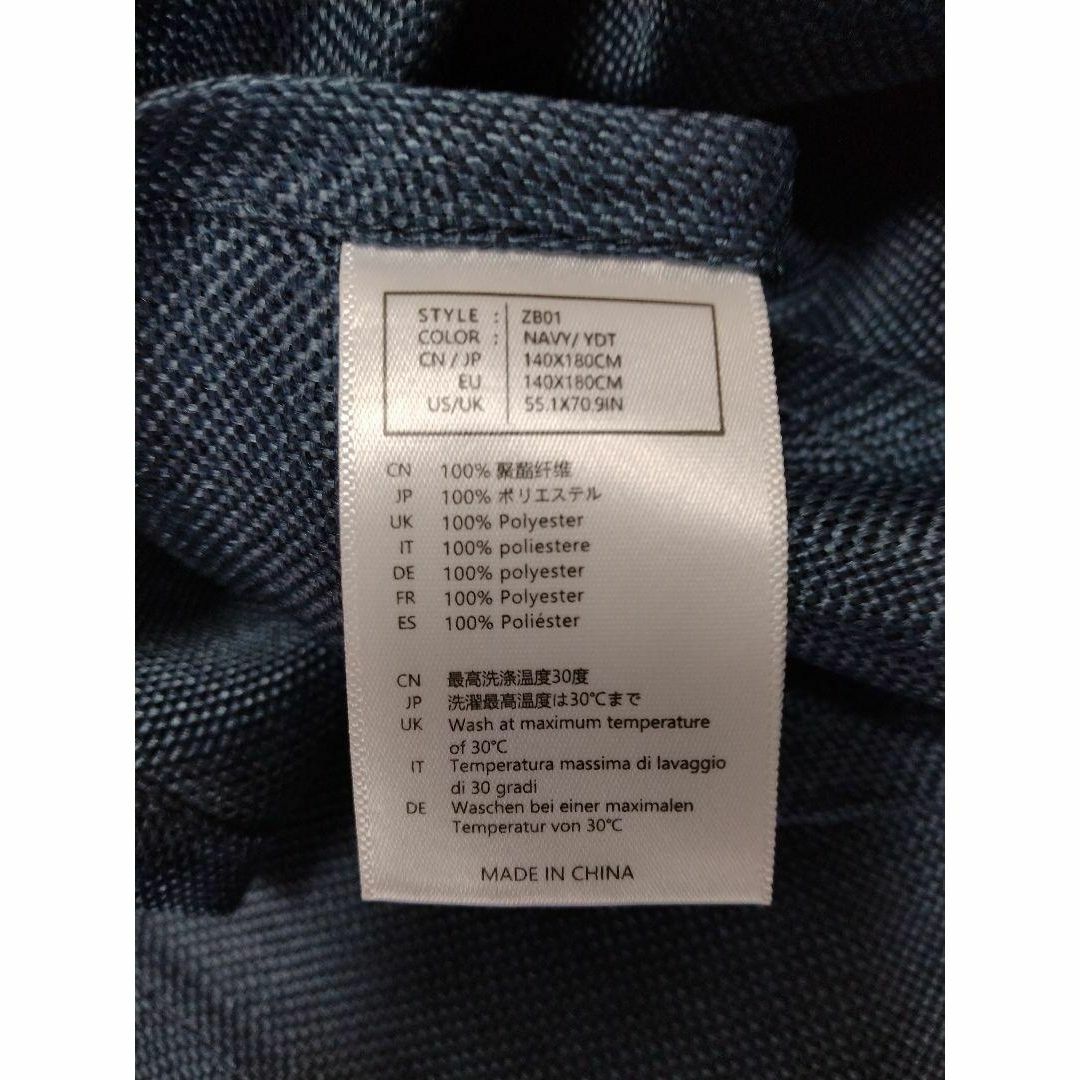 STYLE : ZB01
COLOR : NAVY/ YDT
CN / JP 140X180CM
EU 140X180CM
US/UK 55.1X70.9IN
CN 100% 聚酯纤维
JP 100% ポリエステル
UK 100% Polyester
IT 100% poliestere
DE 100% polyester
FR 100% Polyester
ES 100% Poliéster
CN 最高洗涤温度30度
JP 洗濯最高温度は30℃まで
UK Wash at maximum temperature
of 30℃
IT Temperatura massima di lavaggio
di 30 gradi
DE Waschen bei einer maximalen
Temperatur von 30℃
MADE IN CHINA